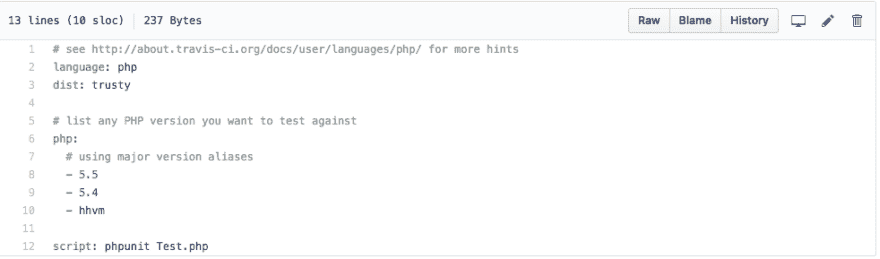 13 lines (10 sloc) 237 Bytes Raw Blame History
1 # see http://about.travis-ci.org/docs/user/languages/php/ for more hints
2 language: php
3 dist: trusty
4
5 # list any PHP version you want to test against
6 php:
7 # using major version aliases
8 - 5.5
9 - 5.4
10 - hhvm
11
12 script: phpunit Test.php